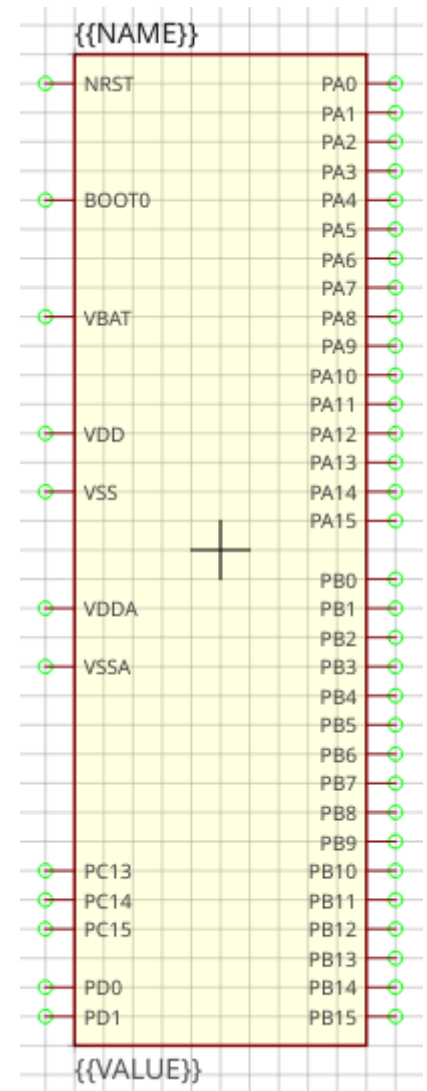 {{NAME}}
NRST PA0
PA1
PA2
PA3
BOOT0 PA4
PA5
PA6
PA7
VBAT PA8
PA9
PA10
PA11
VDD PA12
PA13
VSS PA14
PA15
PB0
VDDA PB1
PB2
VSSA PB3
PB4
PB5
PB6
PB7
PB8
PB9
PC13 PB10
PC14 PB11
PC15 PB12
PB13
PD0 PB14
PD1 PB15
{{VALUE}}